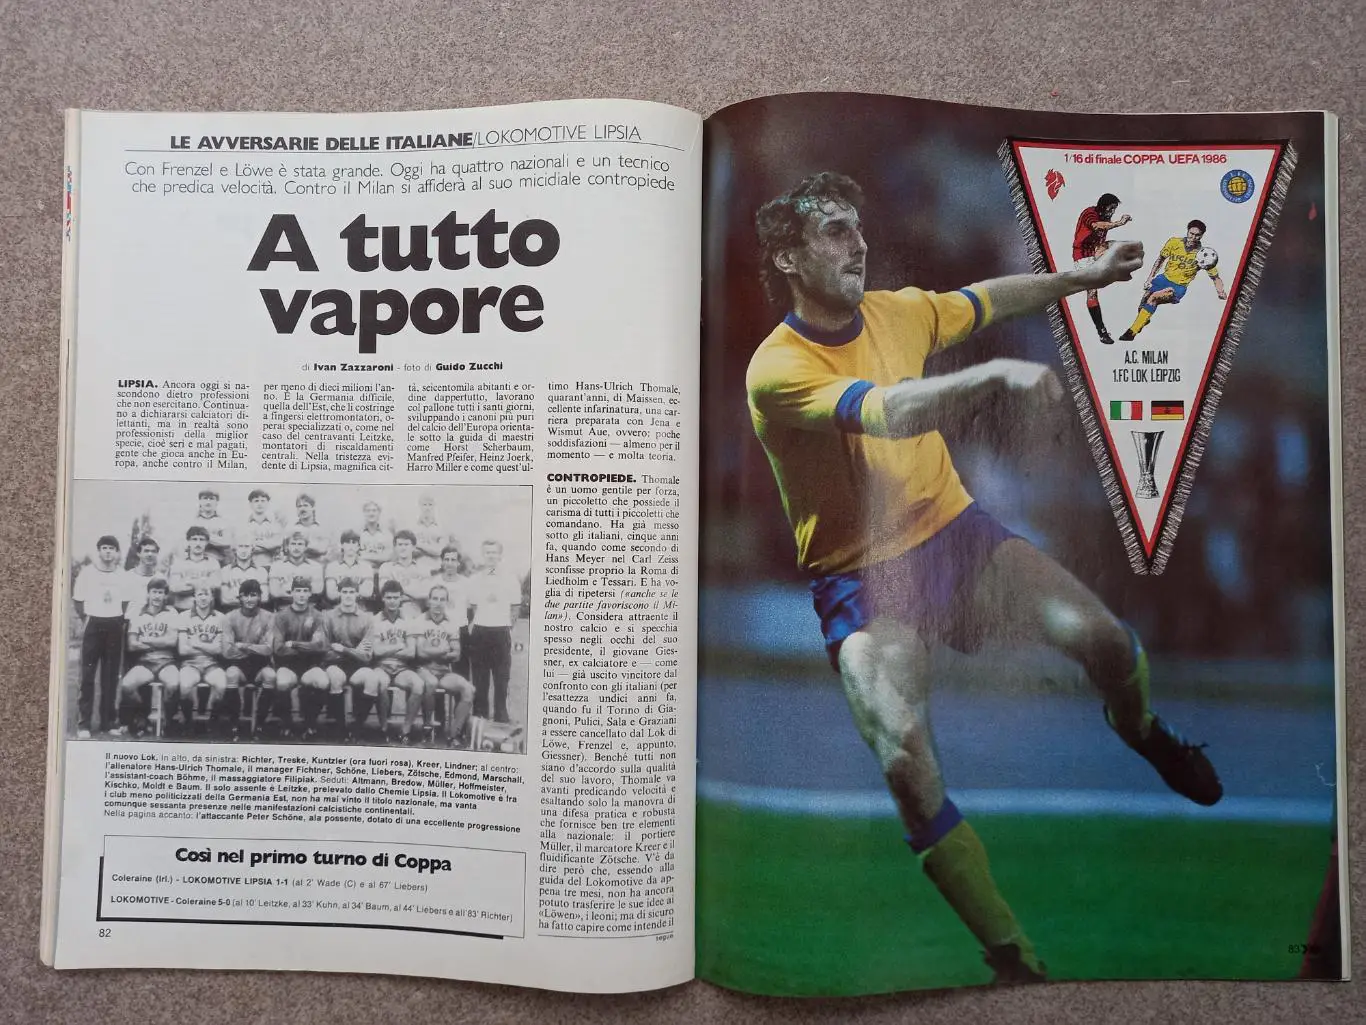 LE AVVERSARIE DELLE ITALIANE/LOKOMOTIVE LIPSIA
Con Frenzel e Löwe è stata grande. Oggi ha quattro nazionali e un tecnico
che predica velocità. Contro il Milan si affiderà al suo micidiale contropiede
A tutto
vapore
di Ivan Zazzaroni - foto di Guido Zucchi
LIPSIA. Ancora oggi si na-
scondono dietro professioni
che non esercitano. Continua-
no a dichiararsi calciatori di-
lettanti, ma in realtà sono
professionisti della miglior
specie, cioè seri e mal pagati,
gente che gioca anche in Eu-
ropa, anche contro il Milan,
per meno di dieci milioni l'an-
no. È la Germania difficile,
quella dell'Est, che li costringe
a fingersi elettromontatori, o-
perai specializzati o, come nel
caso del centravanti Leitzke,
montatori di riscaldamenti
centrali. Nella tristezza evi-
dente di Lipsia, magnifica cit-
tà, seicentomila abitanti e or-
dine dappertutto, lavorano
col pallone tutti i santi giorni,
sviluppando i canoni più puri
del calcio dell'Europa orienta-
le sotto la guida di maestri
come Horst Scherbaum,
Manfred Pfeifer, Heinz Joerk,
Harro Miller e come quest'ul-
timo Hans-Ulrich Thomale,
quarant'anni, di Maissen, ec-
cellente infarinatura, una car-
riera preparata con Jena e
Wismut Aue, ovvero: poche
soddisfazioni — almeno per il
momento — e molta teoria.
CONTROPIEDE. Thomale
è un uomo gentile per forza,
un piccoletto che possiede il
carisma di tutti i piccoletti che
comandano. Ha già messo
sotto gli italiani, cinque anni
fa, quando come secondo di
Hans Meyer nel Carl Zeiss
sconfisse proprio la Roma di
Liedholm e Tessari. E ha vo-
glia di ripetersi («anche se le
due partite favoriscono il Mi-
lan»). Considera attraente il
nostro calcio e si specchia
spesso negli occhi del suo
presidente, il giovane Gies-
sner, ex calciatore e — come
lui — già uscito vincitore dal
confronto con gli italiani (per
l'esattezza undici anni fa,
quando fu il Torino di Gia-
gnoni, Pulici, Sala e Graziani
a essere cancellato dal Lok di
Löwe, Frenzel e, appunto,
Giessner). Benché tutti non
siano d'accordo sulla qualità
del suo lavoro, Thomale va
avanti predicando velocità e
esaltando solo la manovra di
una difesa pratica e robusta
che fornisce ben tre elementi
alla nazionale: il portiere
Müller, il marcatore Kreer e il
fluidificante Zötsche. V'è da
dire però che, essendo alla
guida del Lokomotive da ap-
pena tre mesi, non ha ancora
potuto trasferire le sue idee ai
«Löwen», i leoni; ma di sicuro
ha fatto capire come intende il
segue
Il nuovo Lok. In alto, da sinistra: Richter, Treske, Kuntzler (ora fuori rosa), Kreer, Lindner; al centro:
l'allenatore Hans-Ulrich Thomale, il manager Fichtner, Schöne, Liebers, Zötsche, Edmond, Marschall,
l'assistant-coach Böhme, il massaggiatore Filipiak. Seduti: Altmann, Bredow, Müller, Hoffmeister,
Kischko, Moldt e Baum. Il solo assente è Leitzke, prelevato dallo Chemie Lipsia. Il Lokomotive è fra
i club meno politicizzati della Germania Est, non ha mai vinto il titolo nazionale, ma vanta
comunque sessanta presenze nelle manifestazioni calcistiche continentali.
Nella pagina accanto: l'attaccante Peter Schöne, ala possente, dotato di una eccellente progressione
Così nel primo turno di Coppa
Coleraine (Irl.) - LOKOMOTIVE LIPSIA 1-1 (al 2' Wade (C) e al 67' Liebers)
LOKOMOTIVE - Coleraine 5-0 (al 10' Leitzke, al 33' Kuhn, al 34' Baum, al 44' Liebers e all'83' Richter)
82
1/16 di finale COPPA UEFA 1986
A.C. MILAN
1.FC LOK LEIPZIG
83